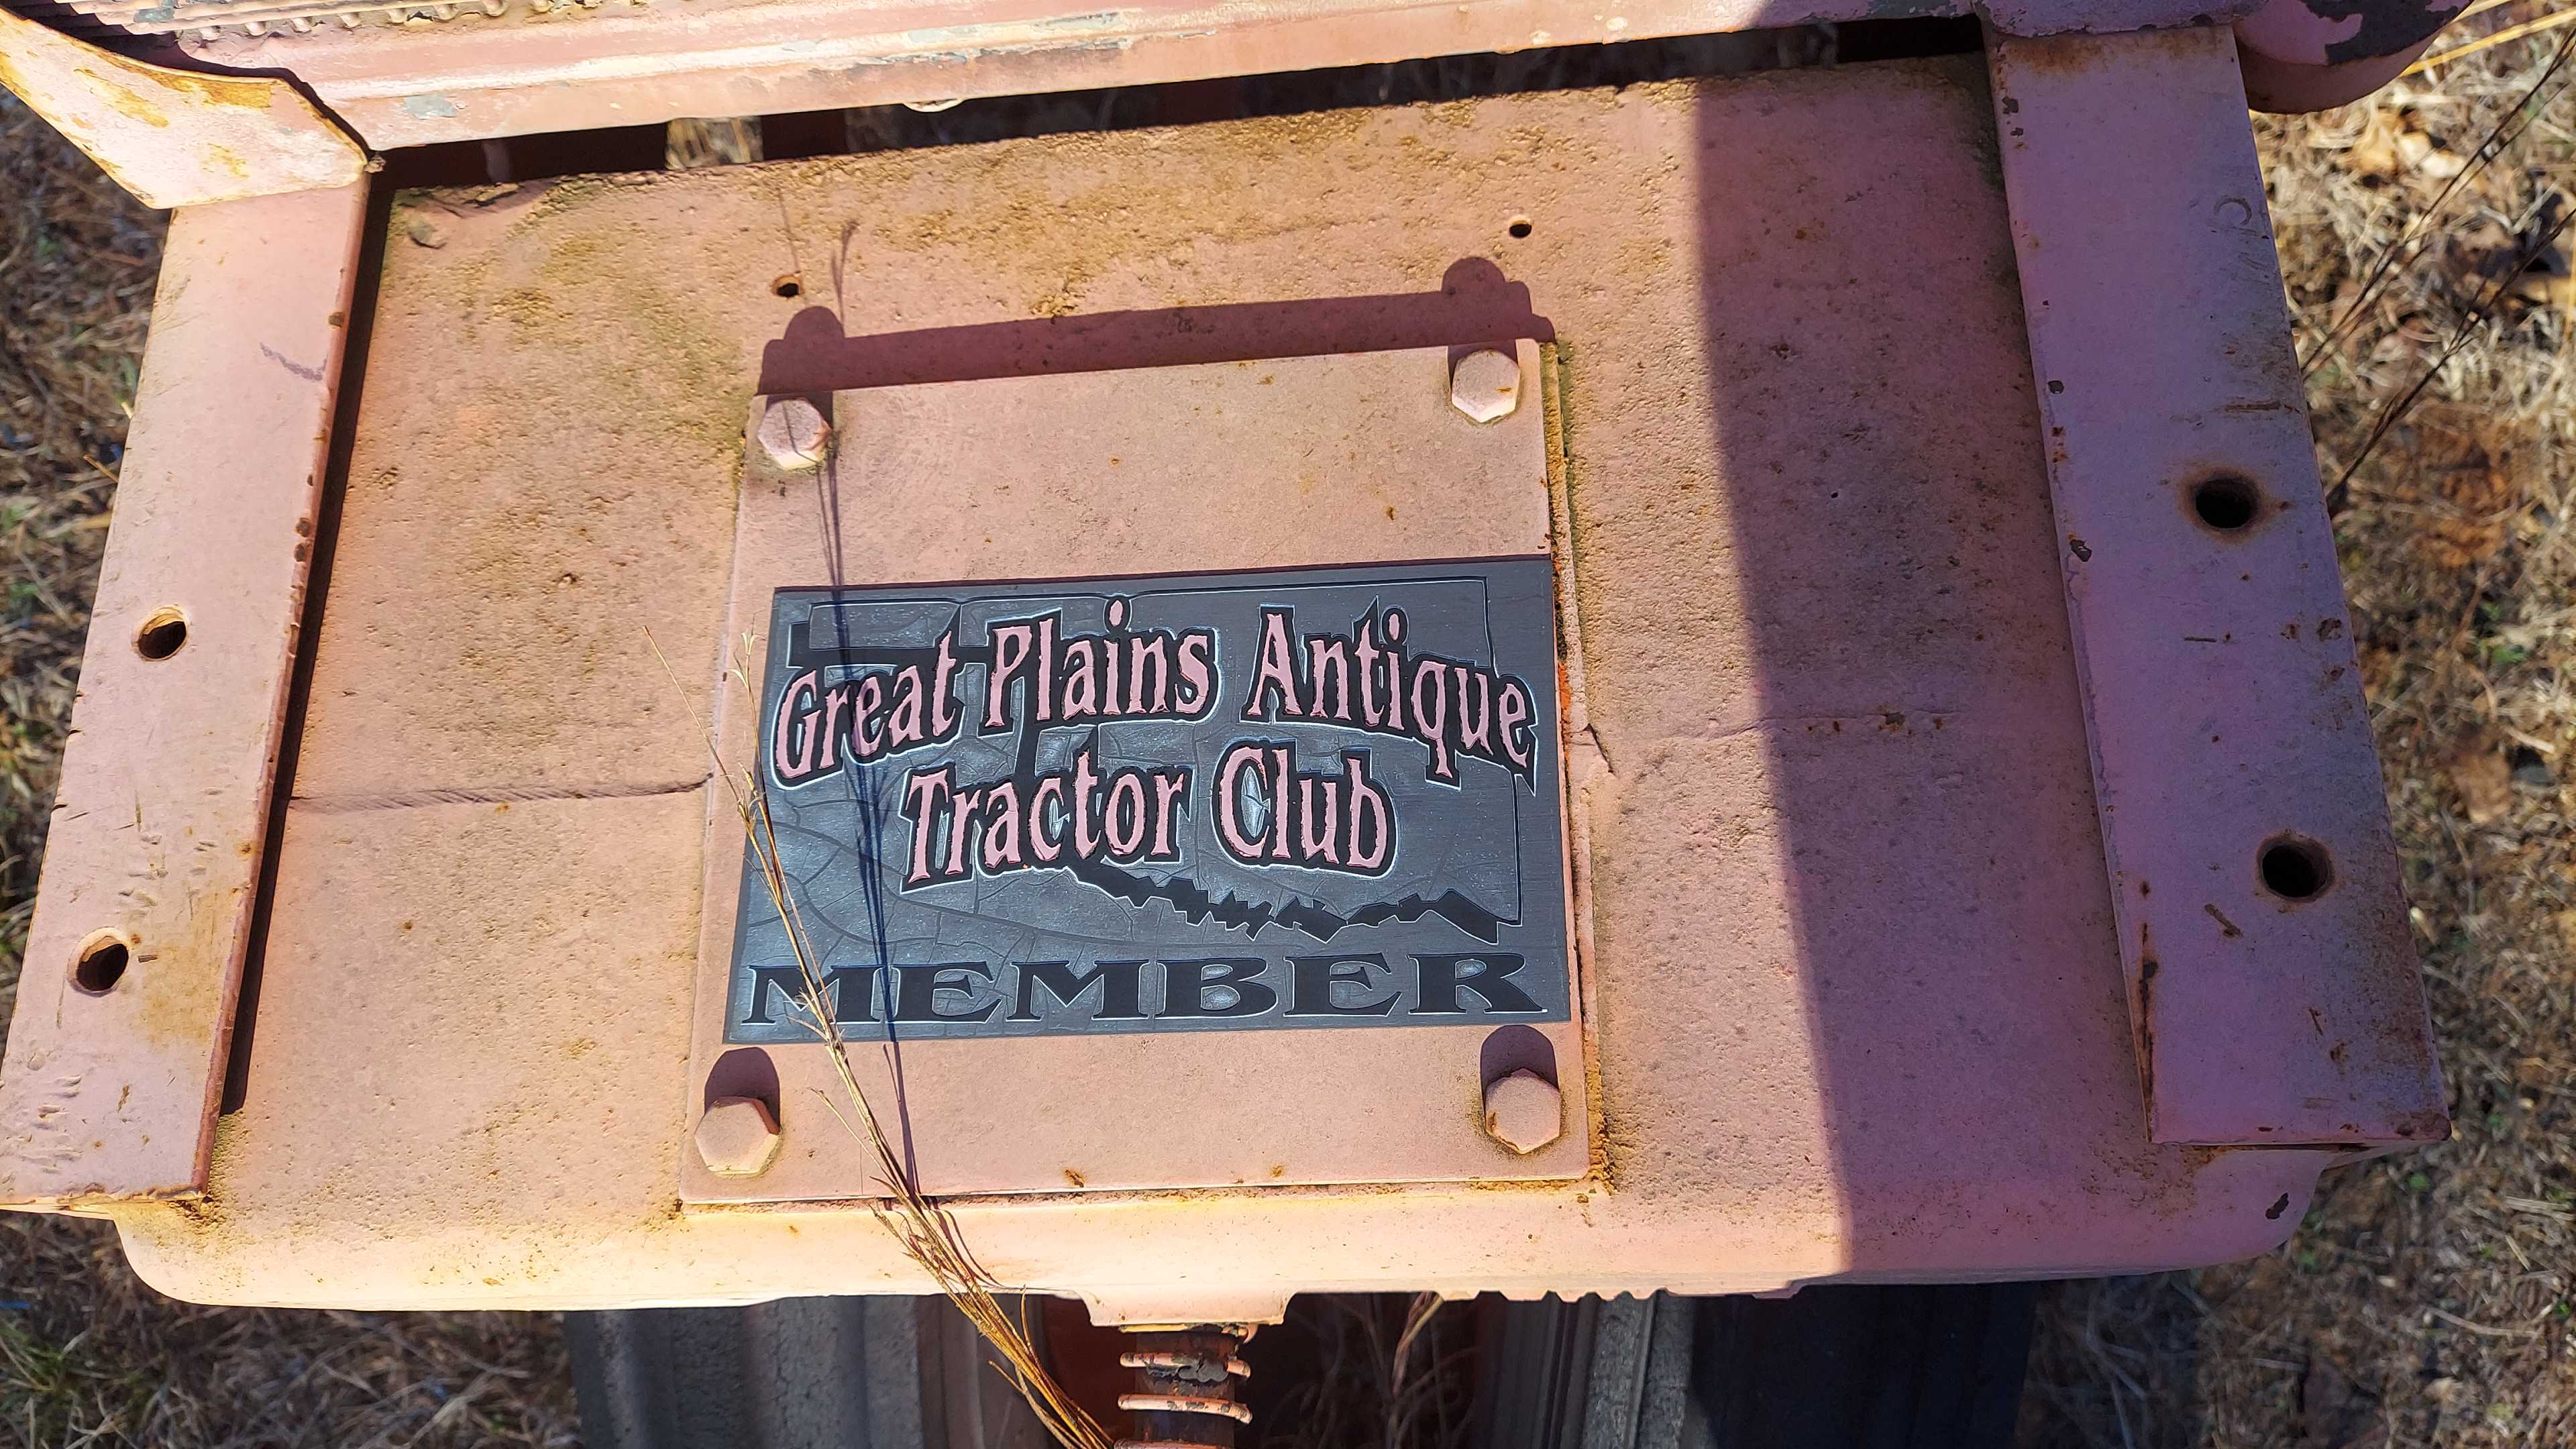 Great Plains Antique
Tractor Club
MEMBER